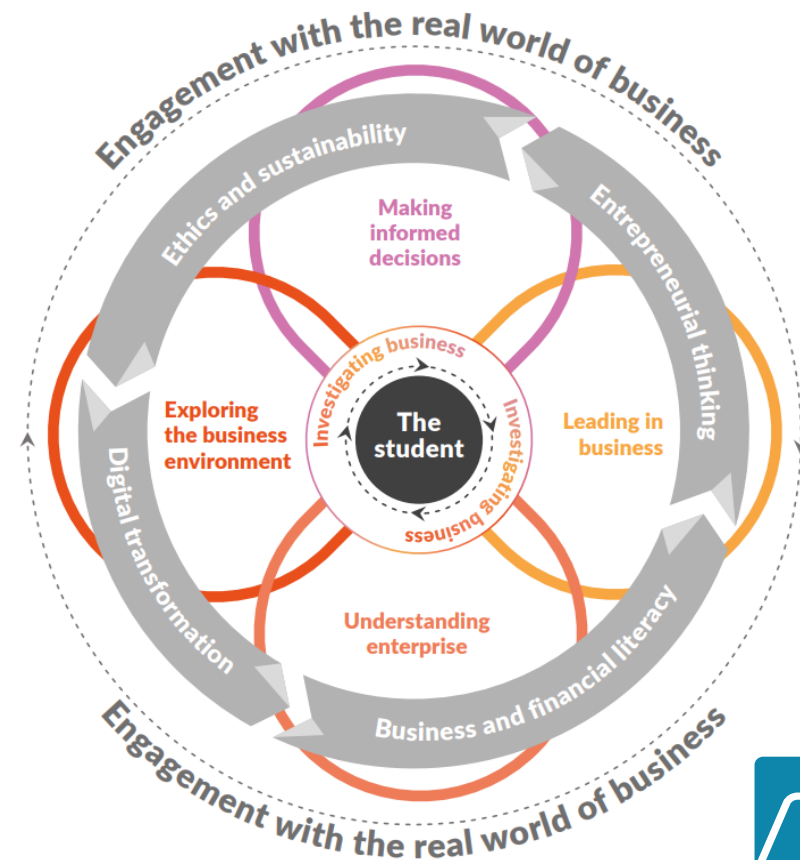 Engagement with the real world of business
Ethics and sustainability
Entrepreneurial thinking
Making
informed
decisions
Investigating business
The
student
Investigating business
Exploring
the business
environment
Leading in
business
Digital transformation
Understanding
enterprise
Business and financial literacy
Engagement with the real world of business